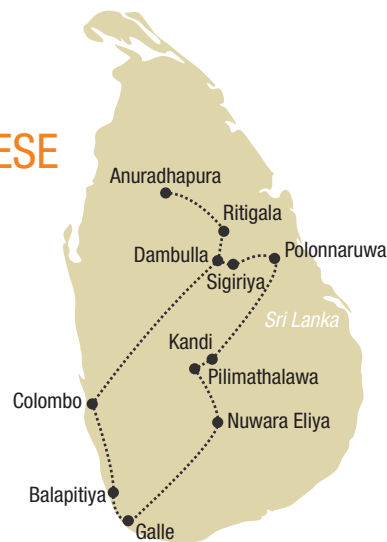 ESE
Anuradhapura
Ritigala
Dambulla
Polonnaruwa
Sigiriya
Sri Lanka
Kandi
Pilimathalawa
Colombo
Nuwara Eliya
Balapitiya
Galle